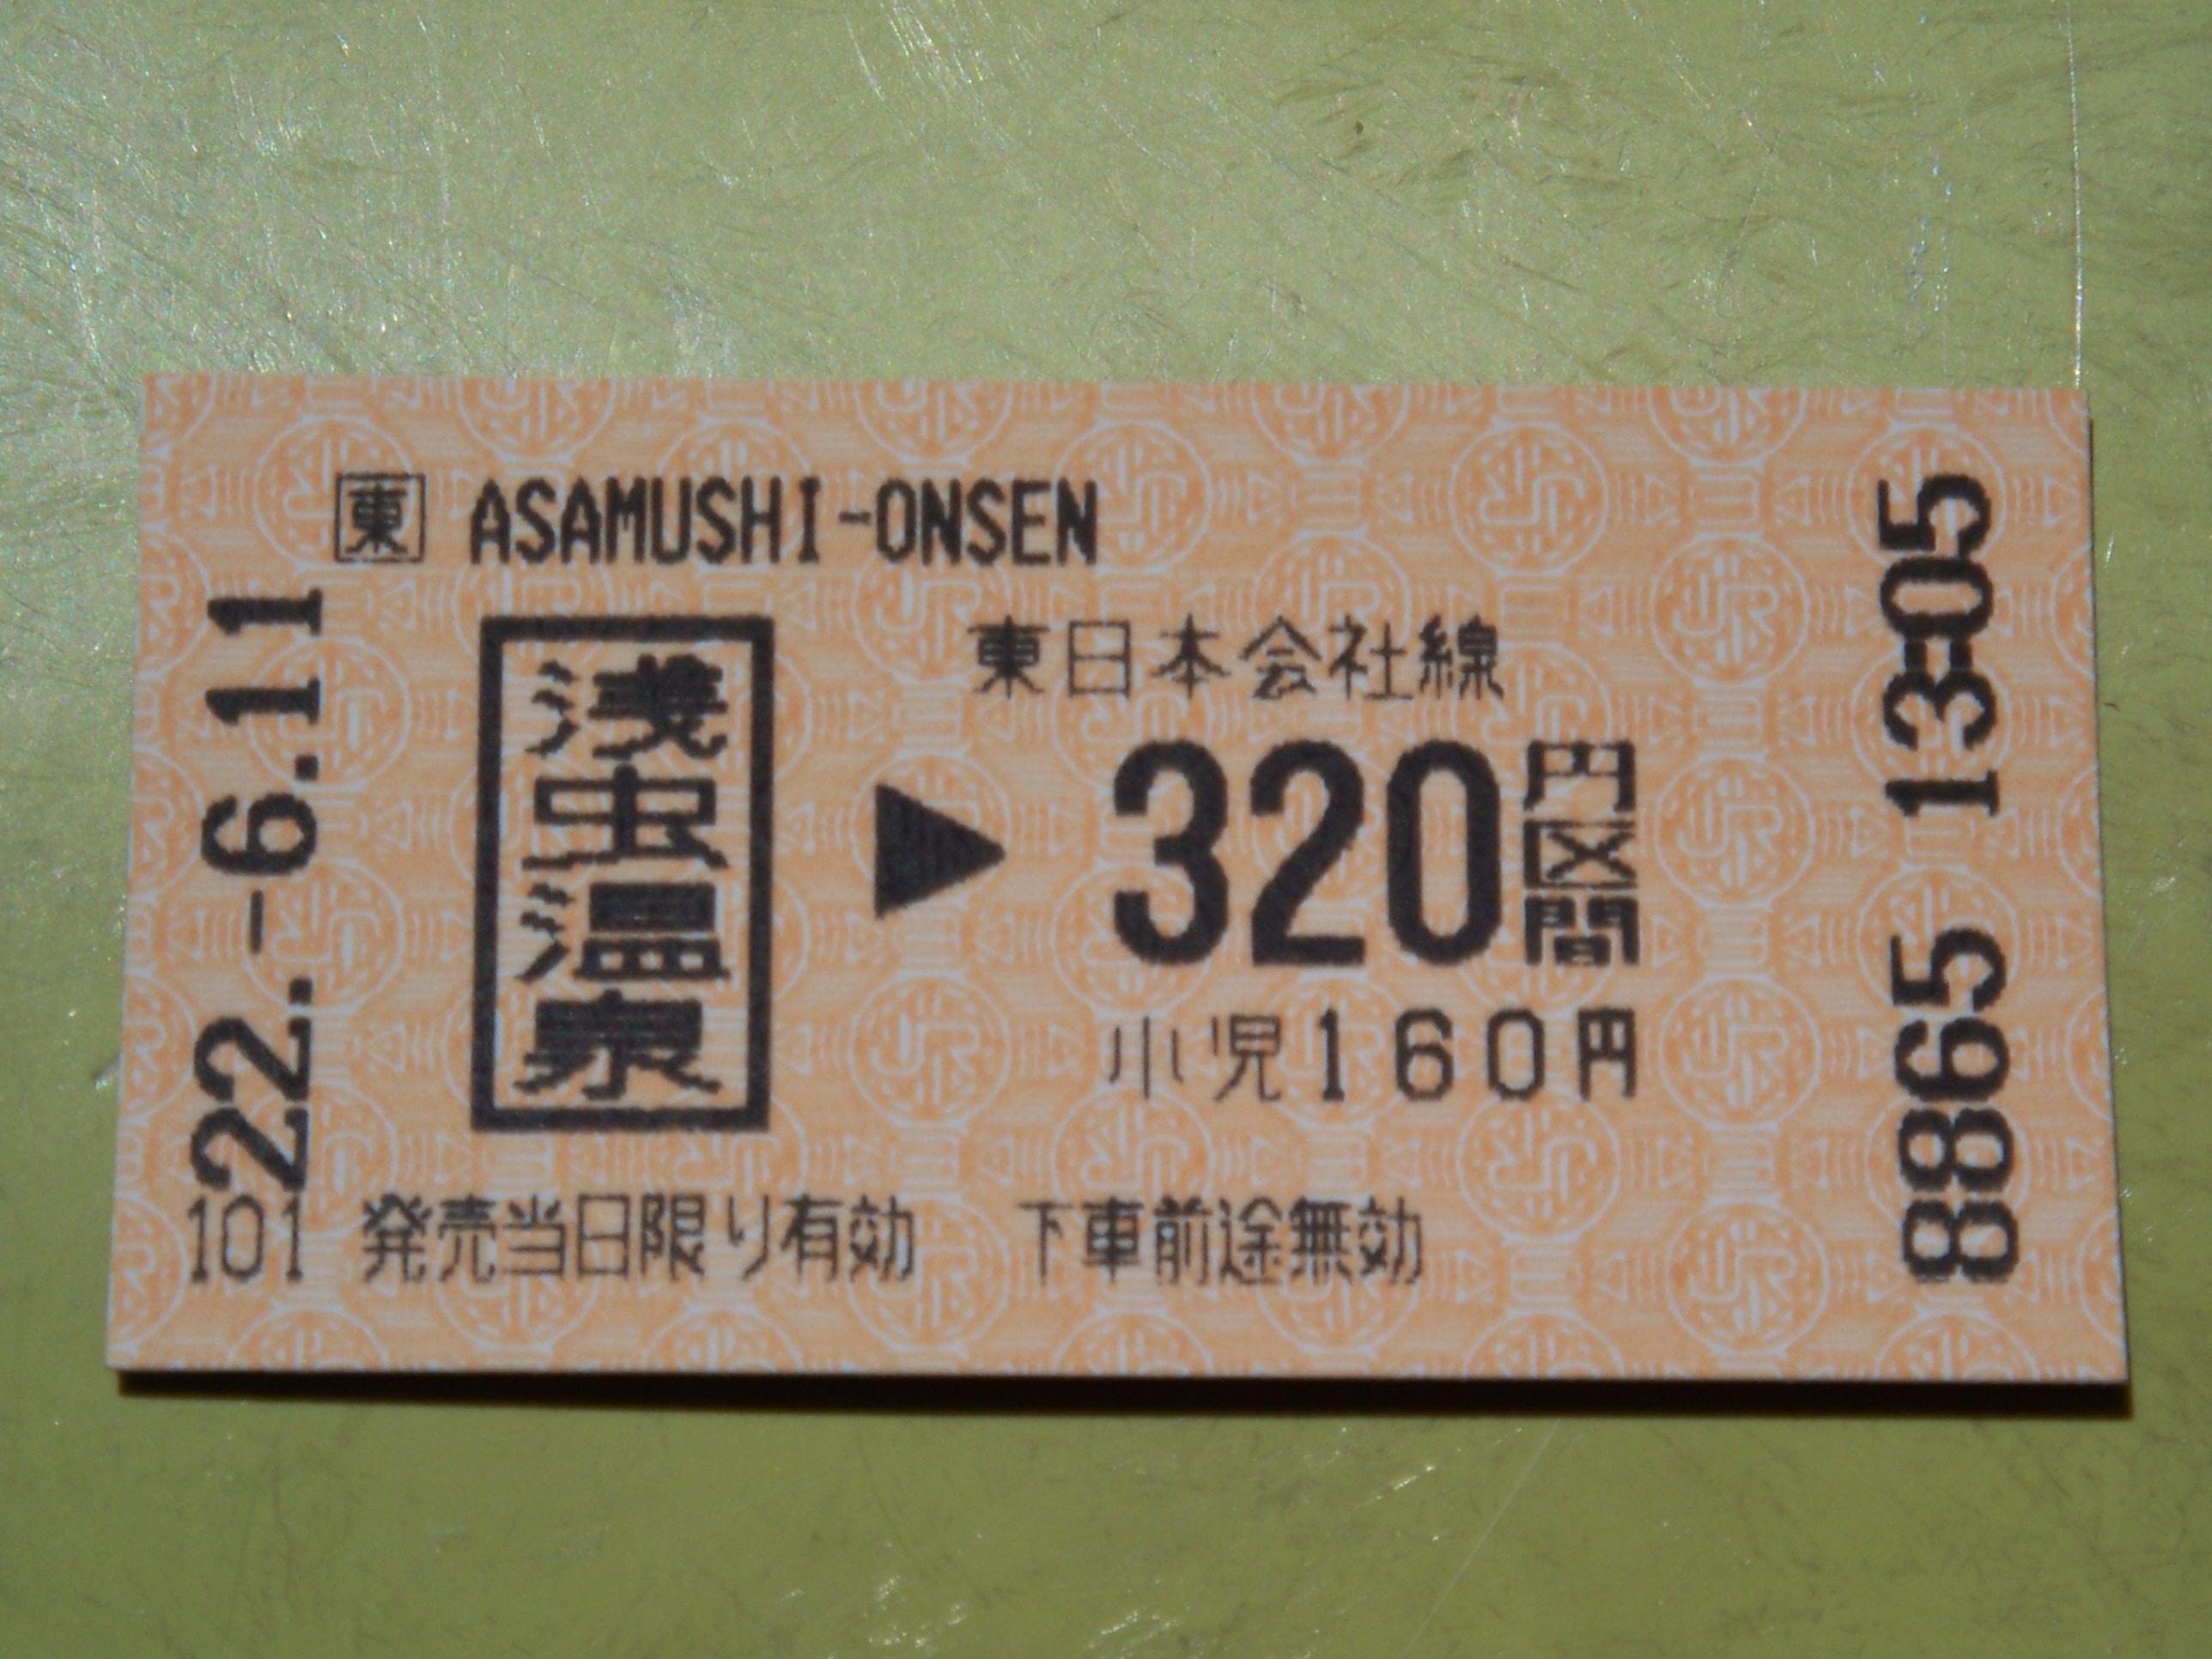 東 ASAMUSHI-ONSEN
22.-6.11
浅虫温泉
東日本会社線
▶ 320円区間
小児160円
101 発売当日限り有効 下車前途無効
8865 13:05